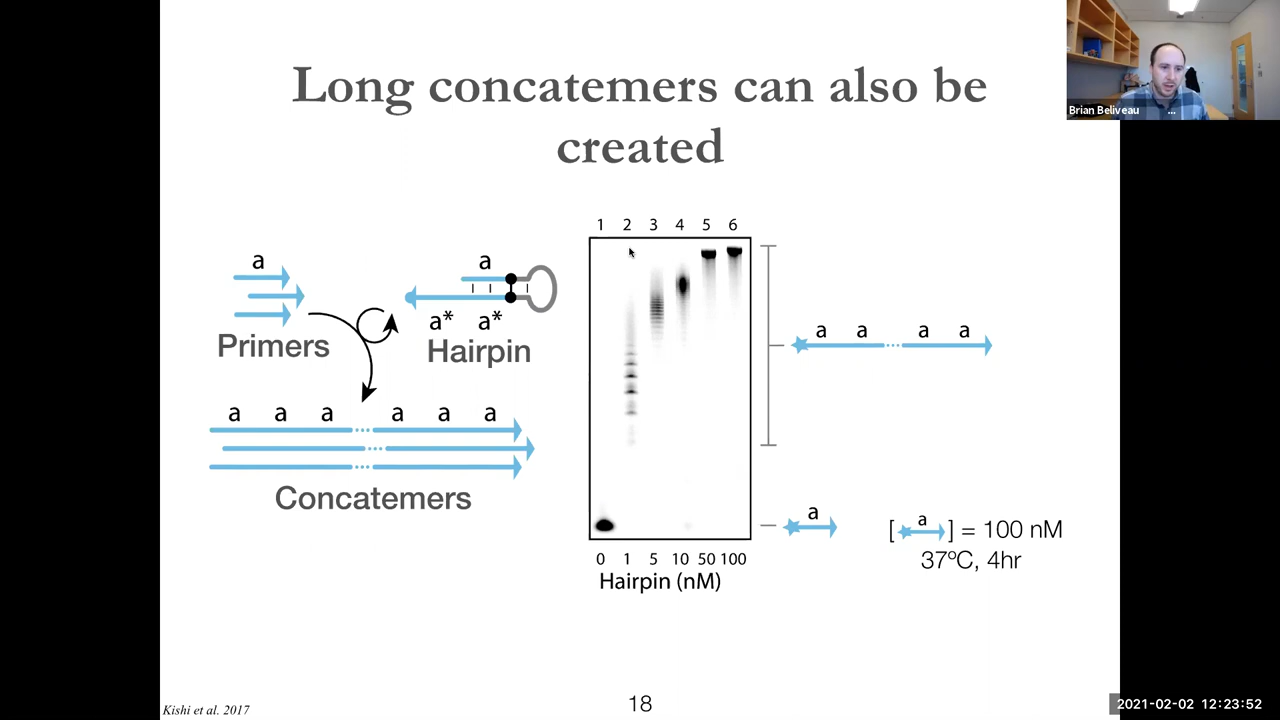 Long concatemers can also be
created
Brian Beliveau ...
1 2 3 4 5 6
a
a
a* a*
Primers
Hairpin
a a a a a a
Concatemers
a a a a
a
[ a ] = 100 nM
37ºC, 4hr
0 1 5 10 50 100
Hairpin (nM)
Kishi et al. 2017
18
2021-02-02 12:23:52